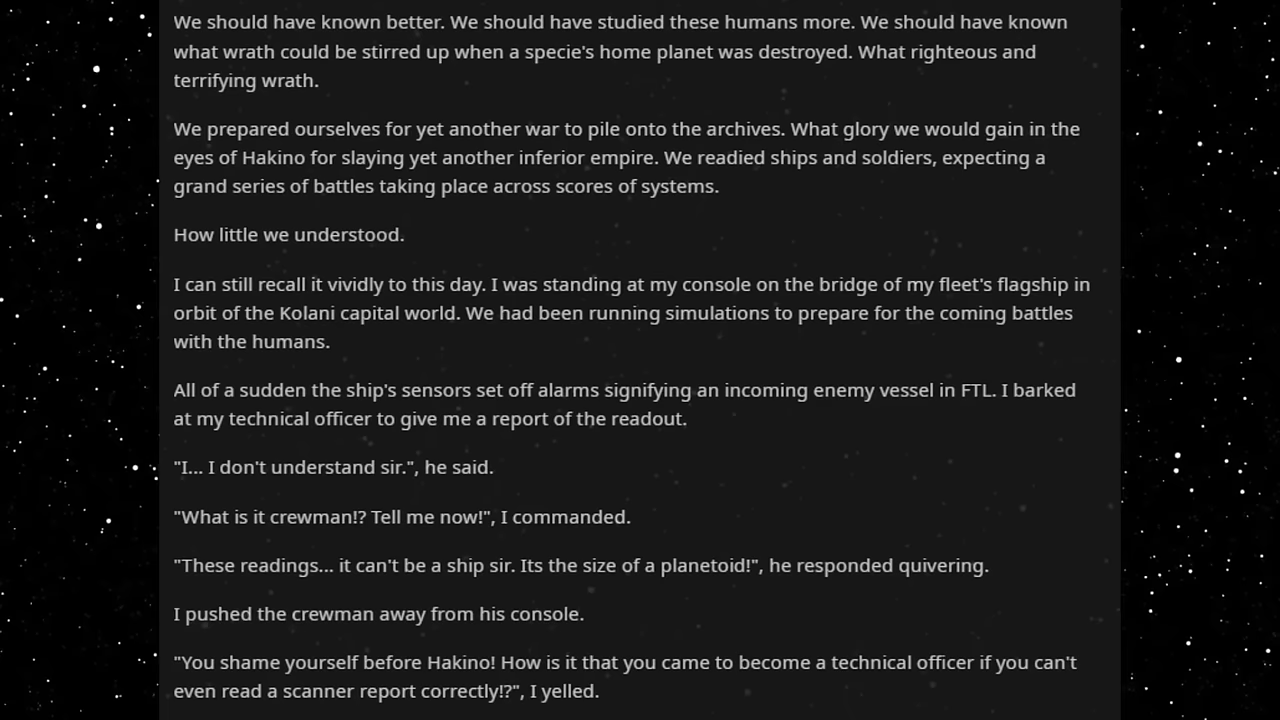 We should have known better. We should have studied these humans more. We should have known
what wrath could be stirred up when a specie's home planet was destroyed. What righteous and
terrifying wrath.
We prepared ourselves for yet another war to pile onto the archives. What glory we would gain in the
eyes of Hakino for slaying yet another inferior empire. We readied ships and soldiers, expecting a
grand series of battles taking place across scores of systems.
How little we understood.
I can still recall it vividly to this day. I was standing at my console on the bridge of my fleet's flagship in
orbit of the Kolani capital world. We had been running simulations to prepare for the coming battles
with the humans.
All of a sudden the ship's sensors set off alarms signifying an incoming enemy vessel in FTL. I barked
at my technical officer to give me a report of the readout.
"I... I don't understand sir.", he said.
"What is it crewman!? Tell me now!", I commanded.
"These readings... it can't be a ship sir. Its the size of a planetoid!", he responded quivering.
I pushed the crewman away from his console.
"You shame yourself before Hakino! How is it that you came to become a technical officer if you can't
even read a scanner report correctly!?", I yelled.